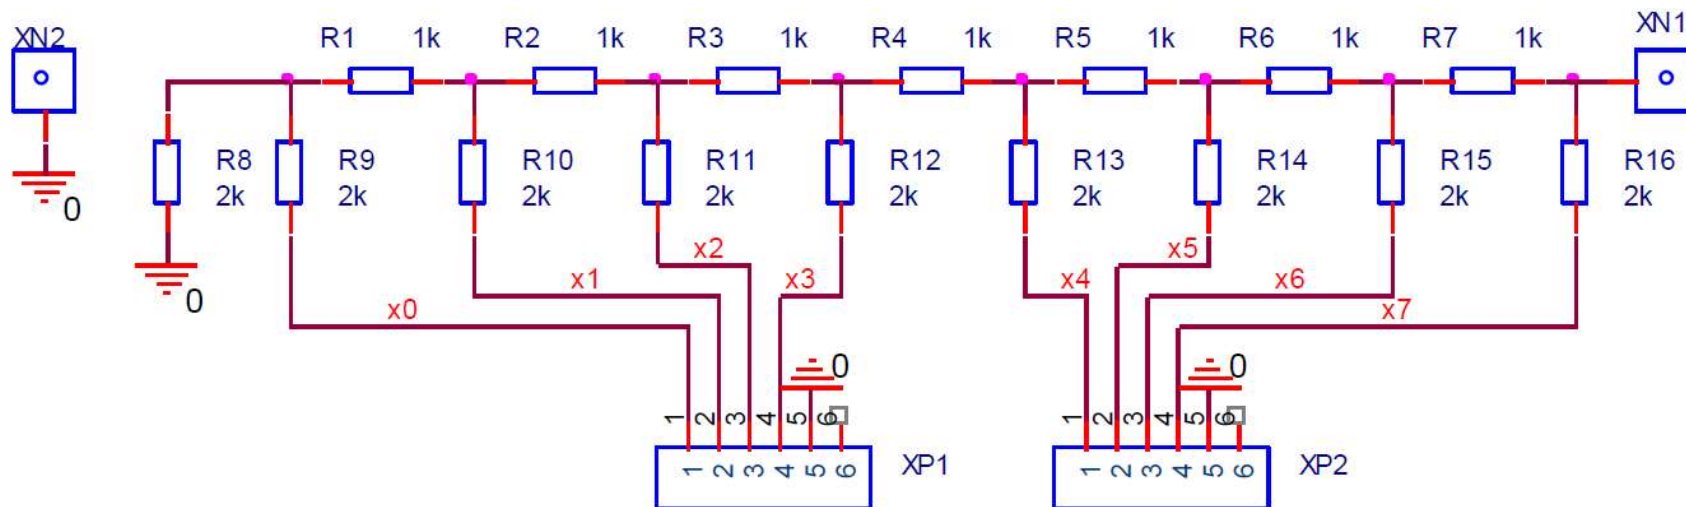 XN2 R1 1k R2 1k R3 1k R4 1k R5 1k R6 1k R7 1k XN1
R8 R9 R10 R11 R12 R13 R14 R15 R16
2k 2k 2k 2k 2k 2k 2k 2k 2k
0
x2 x5
0 x1 x3 x4 x6
x0 x7
0 0
1 2 3 4 5 6 1 2 3 4 5 6
1 2 3 4 5 6 XP1 1 2 3 4 5 6 XP2